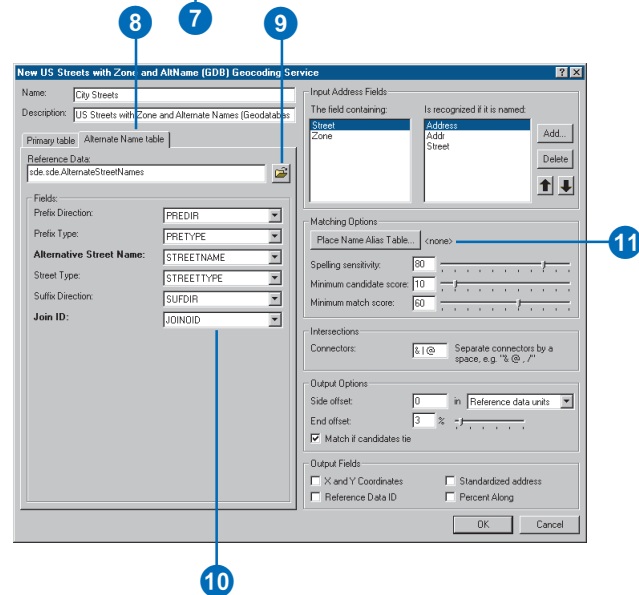 7
8
9
New US Streets with Zone and AltName (GDB) Geocoding Service
Name: City Streets
Description: US Streets with Zone and Alternate Names (Geodatabas
Primary table
Alternate Name table
Reference Data:
sde.sde.AlternateStreetNames
Fields:
Prefix Direction: PREDIR
Prefix Type: PRETYPE
Alternative Street Name: STREETNAME
Street Type: STREETTYPE
Suffix Direction: SUFDIR
Join ID: JOINOID
10
Input Address Fields
The field containing:
Street
Zone
Is recognized if it is named:
Address
Addr
Street
Add...
Delete
Matching Options
Place Name Alias Table... <none>
11
Spelling sensitivity: 80
Minimum candidate score: 10
Minimum match score: 60
Intersections
Connectors: & | @ Separate connectors by a
space, e.g. "& @ , /"
Output Options
Side offset: 0 in Reference data units
End offset: 3 %
Match if candidates tie
Output Fields
X and Y Coordinates
Standardized address
Reference Data ID
Percent Along
OK
Cancel